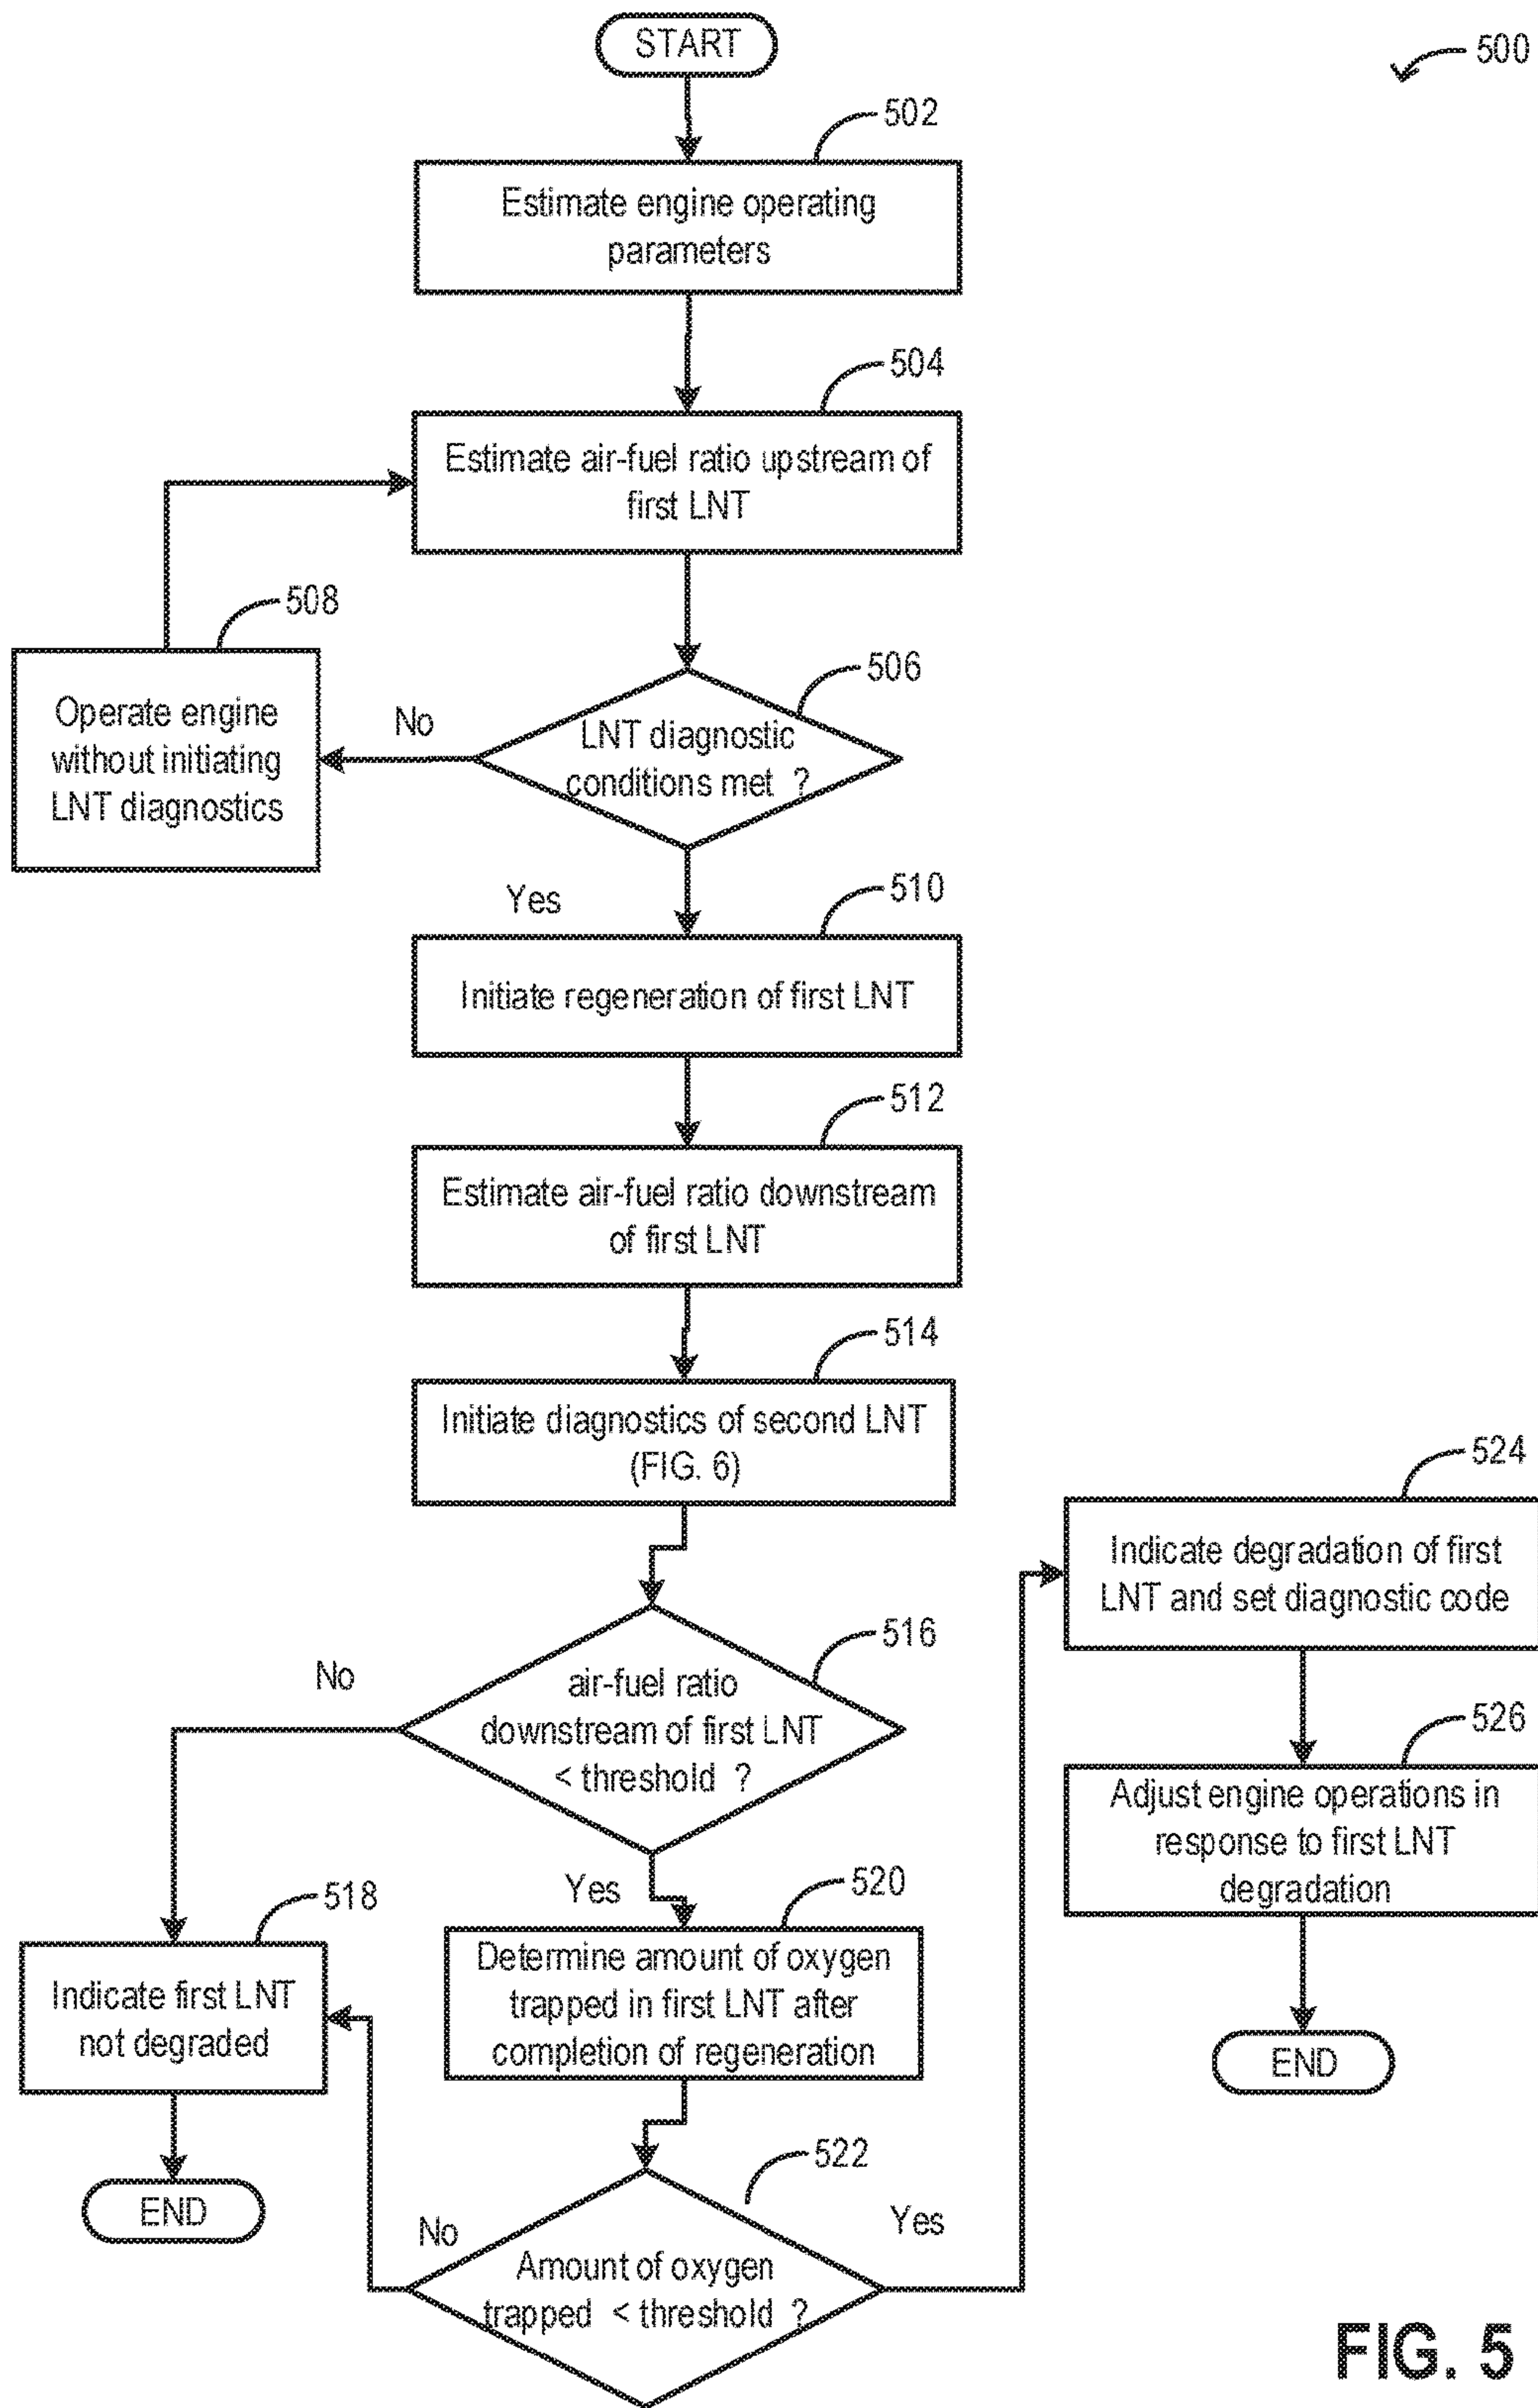 START
500
502
Estimate engine operating
parameters
504
Estimate air-fuel ratio upstream of
first LNT
508
Operate engine
without initiating
LNT diagnostics
No
506
LNT diagnostic
conditions met ?
Yes
510
Initiate regeneration of first LNT
512
Estimate air-fuel ratio downstream
of first LNT
514
Initiate diagnostics of second LNT
(FIG. 6)
516
air-fuel ratio
downstream of first LNT
< threshold ?
No
Yes
518
Indicate first LNT
not degraded
END
520
Determine amount of oxygen
trapped in first LNT after
completion of regeneration
522
Amount of oxygen
trapped < threshold ?
No
Yes
524
Indicate degradation of first
LNT and set diagnostic code
526
Adjust engine operations in
response to first LNT
degradation
END
FIG. 5